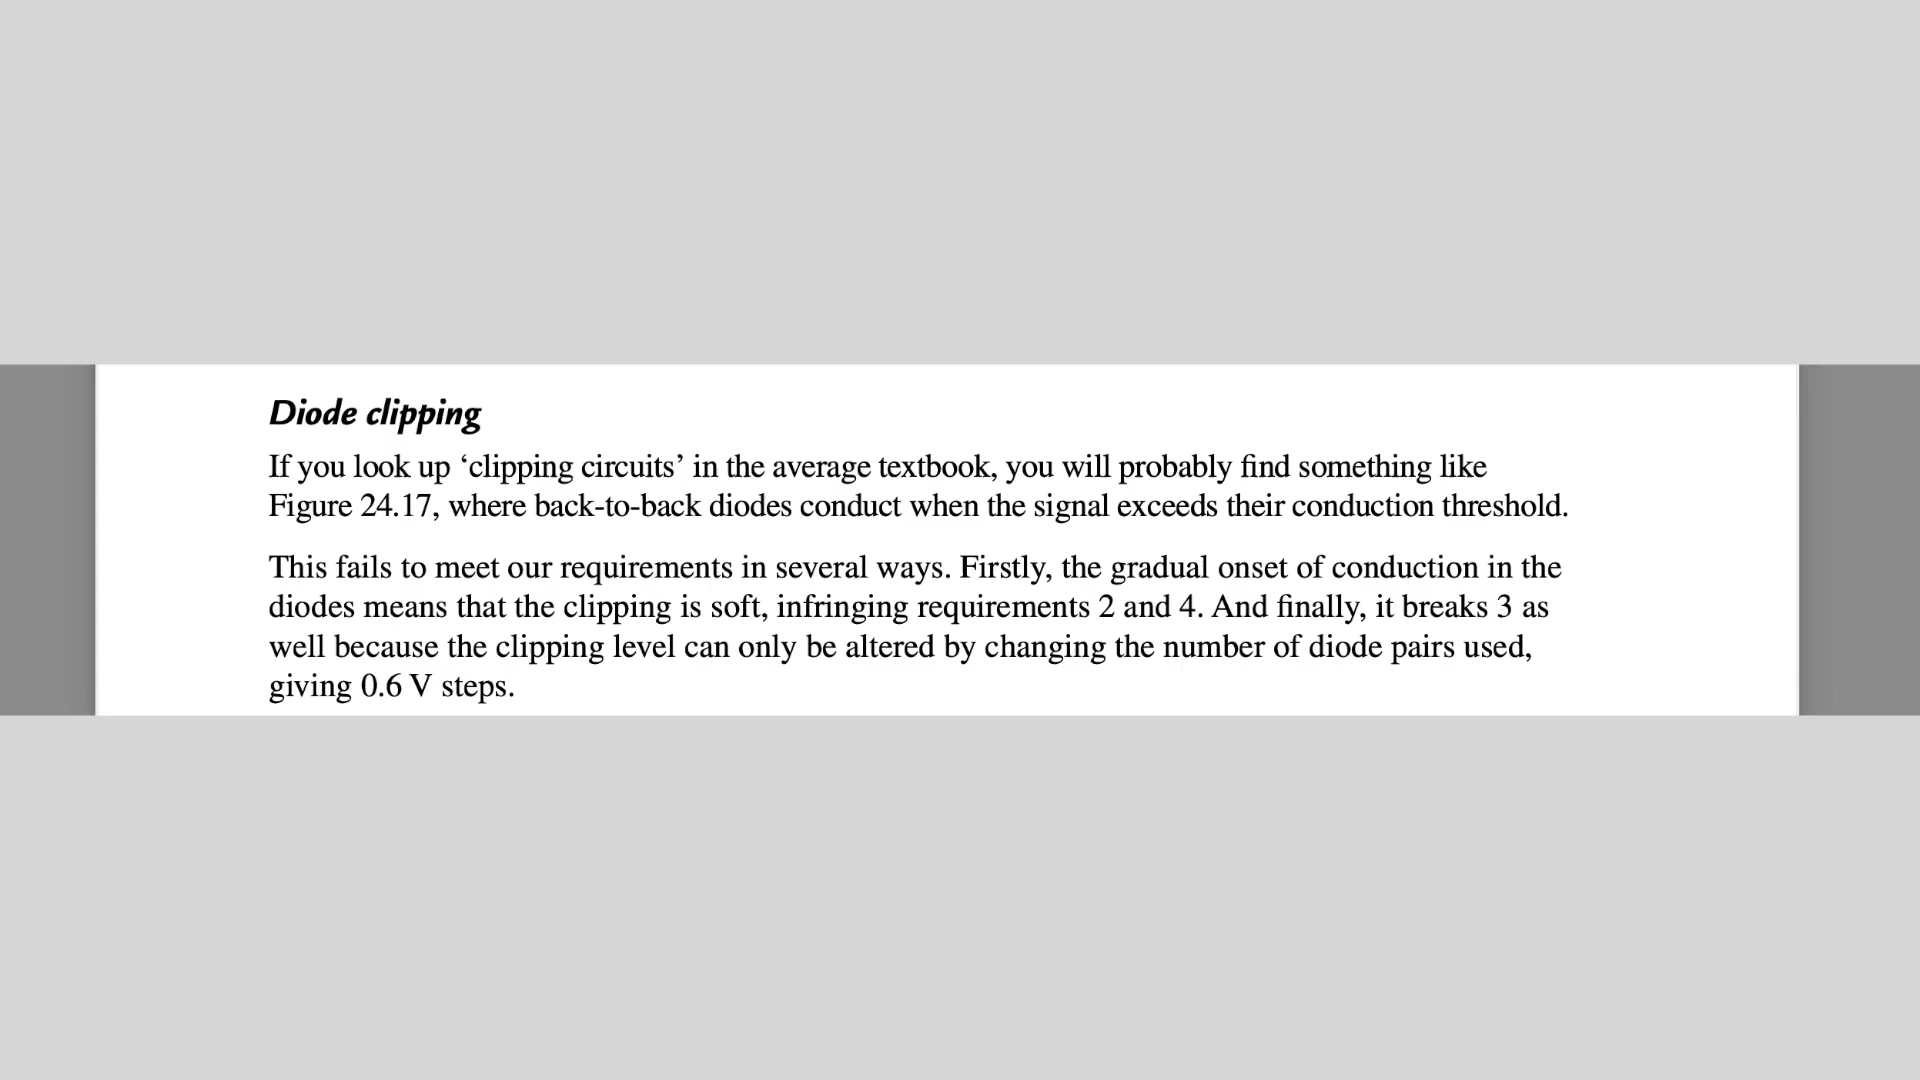 Diode clipping
If you look up ‘clipping circuits’ in the average textbook, you will probably find something like
Figure 24.17, where back-to-back diodes conduct when the signal exceeds their conduction threshold.
This fails to meet our requirements in several ways. Firstly, the gradual onset of conduction in the
diodes means that the clipping is soft, infringing requirements 2 and 4. And finally, it breaks 3 as
well because the clipping level can only be altered by changing the number of diode pairs used,
giving 0.6 V steps.